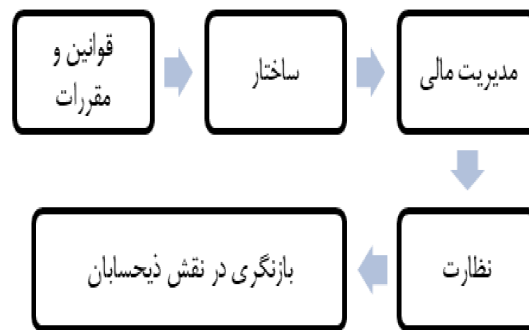 قوانین و
مقررات
ساختار
مدیریت مالی
نظارت
بازنگری در نقش ذیحسابان